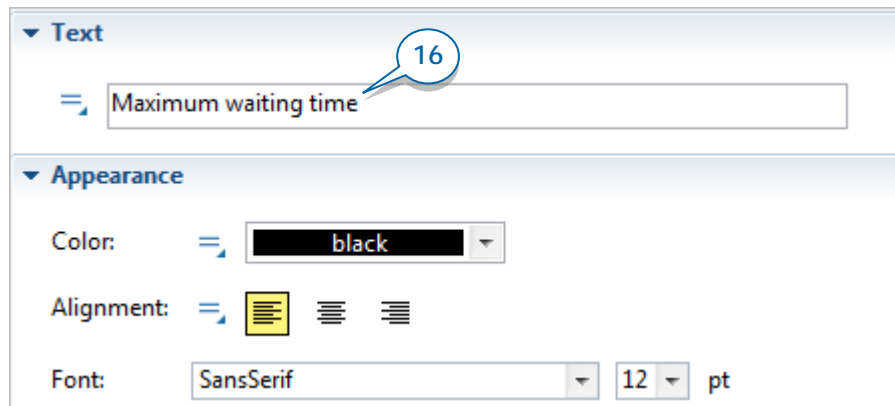 Text
16
Maximum waiting time
Appearance
Color: black
Alignment:
Font: SansSerif 12 pt